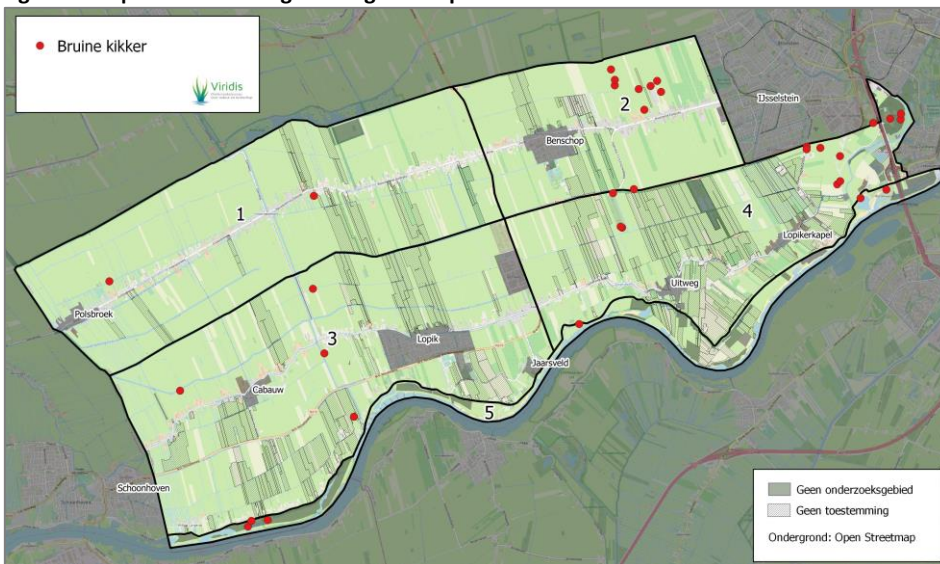 Bruine kikker
Viridis
2
IJsselstein
Benschop
1
4
Lopikerkapel
Uitweg
Polsbroek
3
Lopik
Jaarsveld
Cabauw
5
Schoonhoven
Geen onderzoeksgebied
Geen toestemming
Ondergrond: Open Streetmap